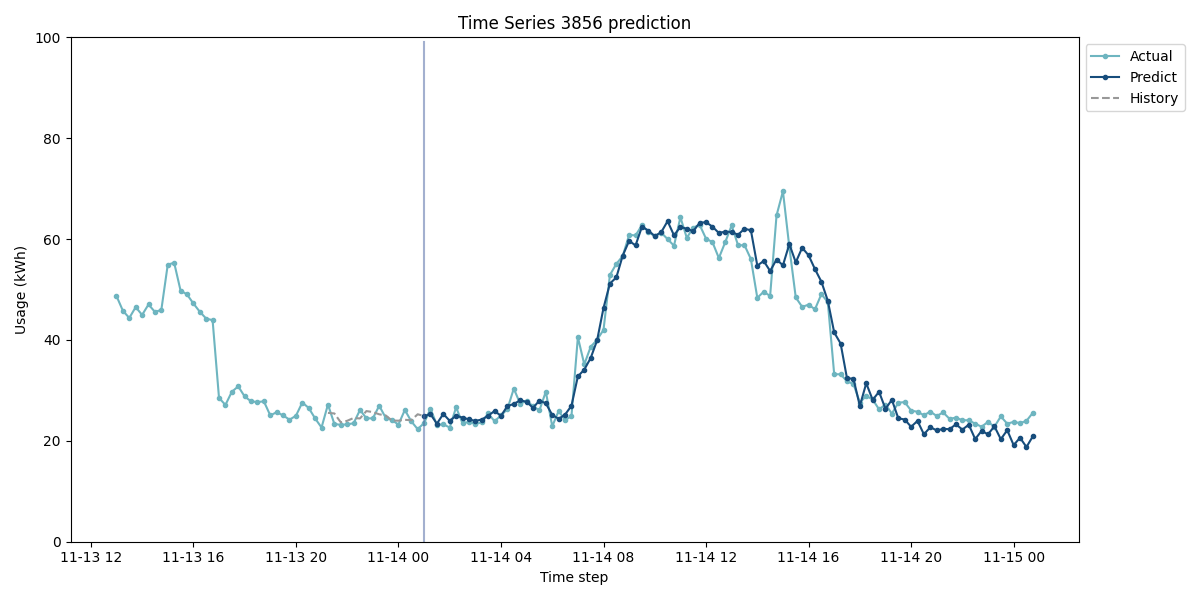 Time Series 3856 prediction
100
80
60
40
20
0
Usage (kWh)
11-13 12
11-13 16
11-13 20
11-14 00
11-14 04
11-14 08
11-14 12
11-14 16
11-14 20
11-15 00
Time step
Actual
Predict
History